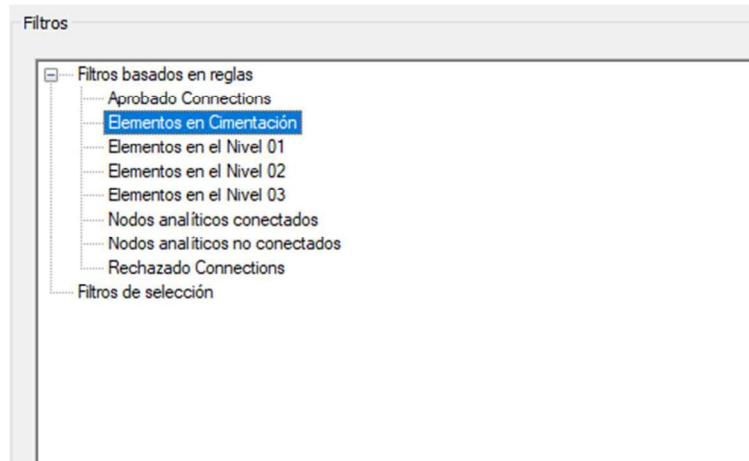 Filtros
Filtros basados en reglas
Aprobado Connections
Elementos en Cimentación
Elementos en el Nivel 01
Elementos en el Nivel 02
Elementos en el Nivel 03
Nodos analíticos conectados
Nodos analíticos no conectados
Rechazado Connections
Filtros de selección